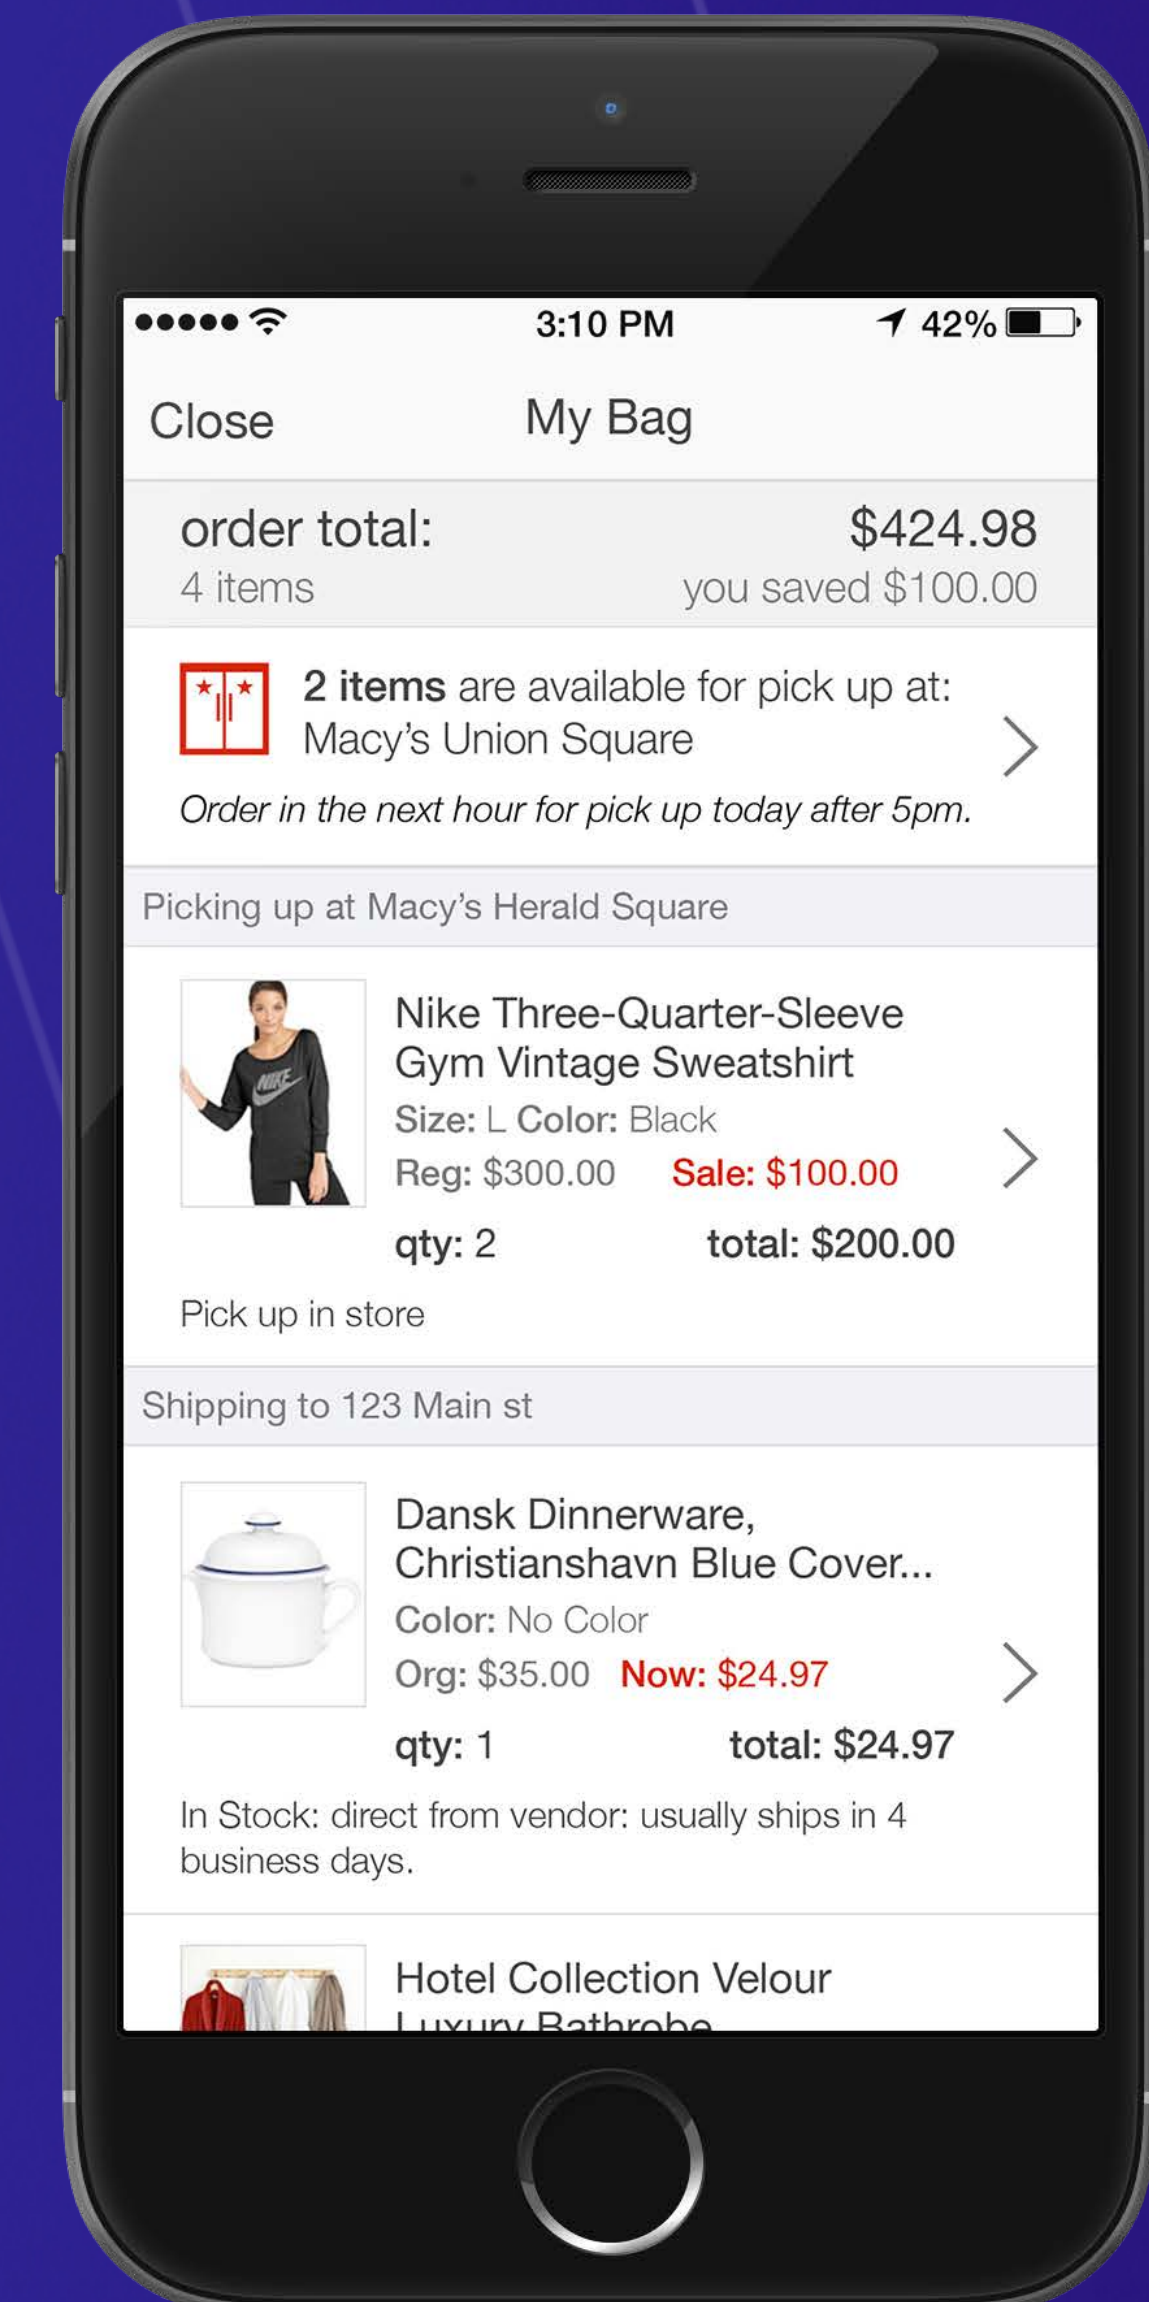 3:10 PM 42%
Close My Bag
order total: $424.98
4 items you saved $100.00
2 items are available for pick up at:
Macy's Union Square
Order in the next hour for pick up today after 5pm.
Picking up at Macy's Herald Square
NIKE
Nike Three-Quarter-Sleeve
Gym Vintage Sweatshirt
Size: L Color: Black
Reg: $300.00 Sale: $100.00
qty: 2 total: $200.00
Pick up in store
Shipping to 123 Main st
Dansk Dinnerware,
Christianshavn Blue Cover...
Color: No Color
Org: $35.00 Now: $24.97
qty: 1 total: $24.97
In Stock: direct from vendor: usually ships in 4
business days.
Hotel Collection Velour
Luxury Bathrobe